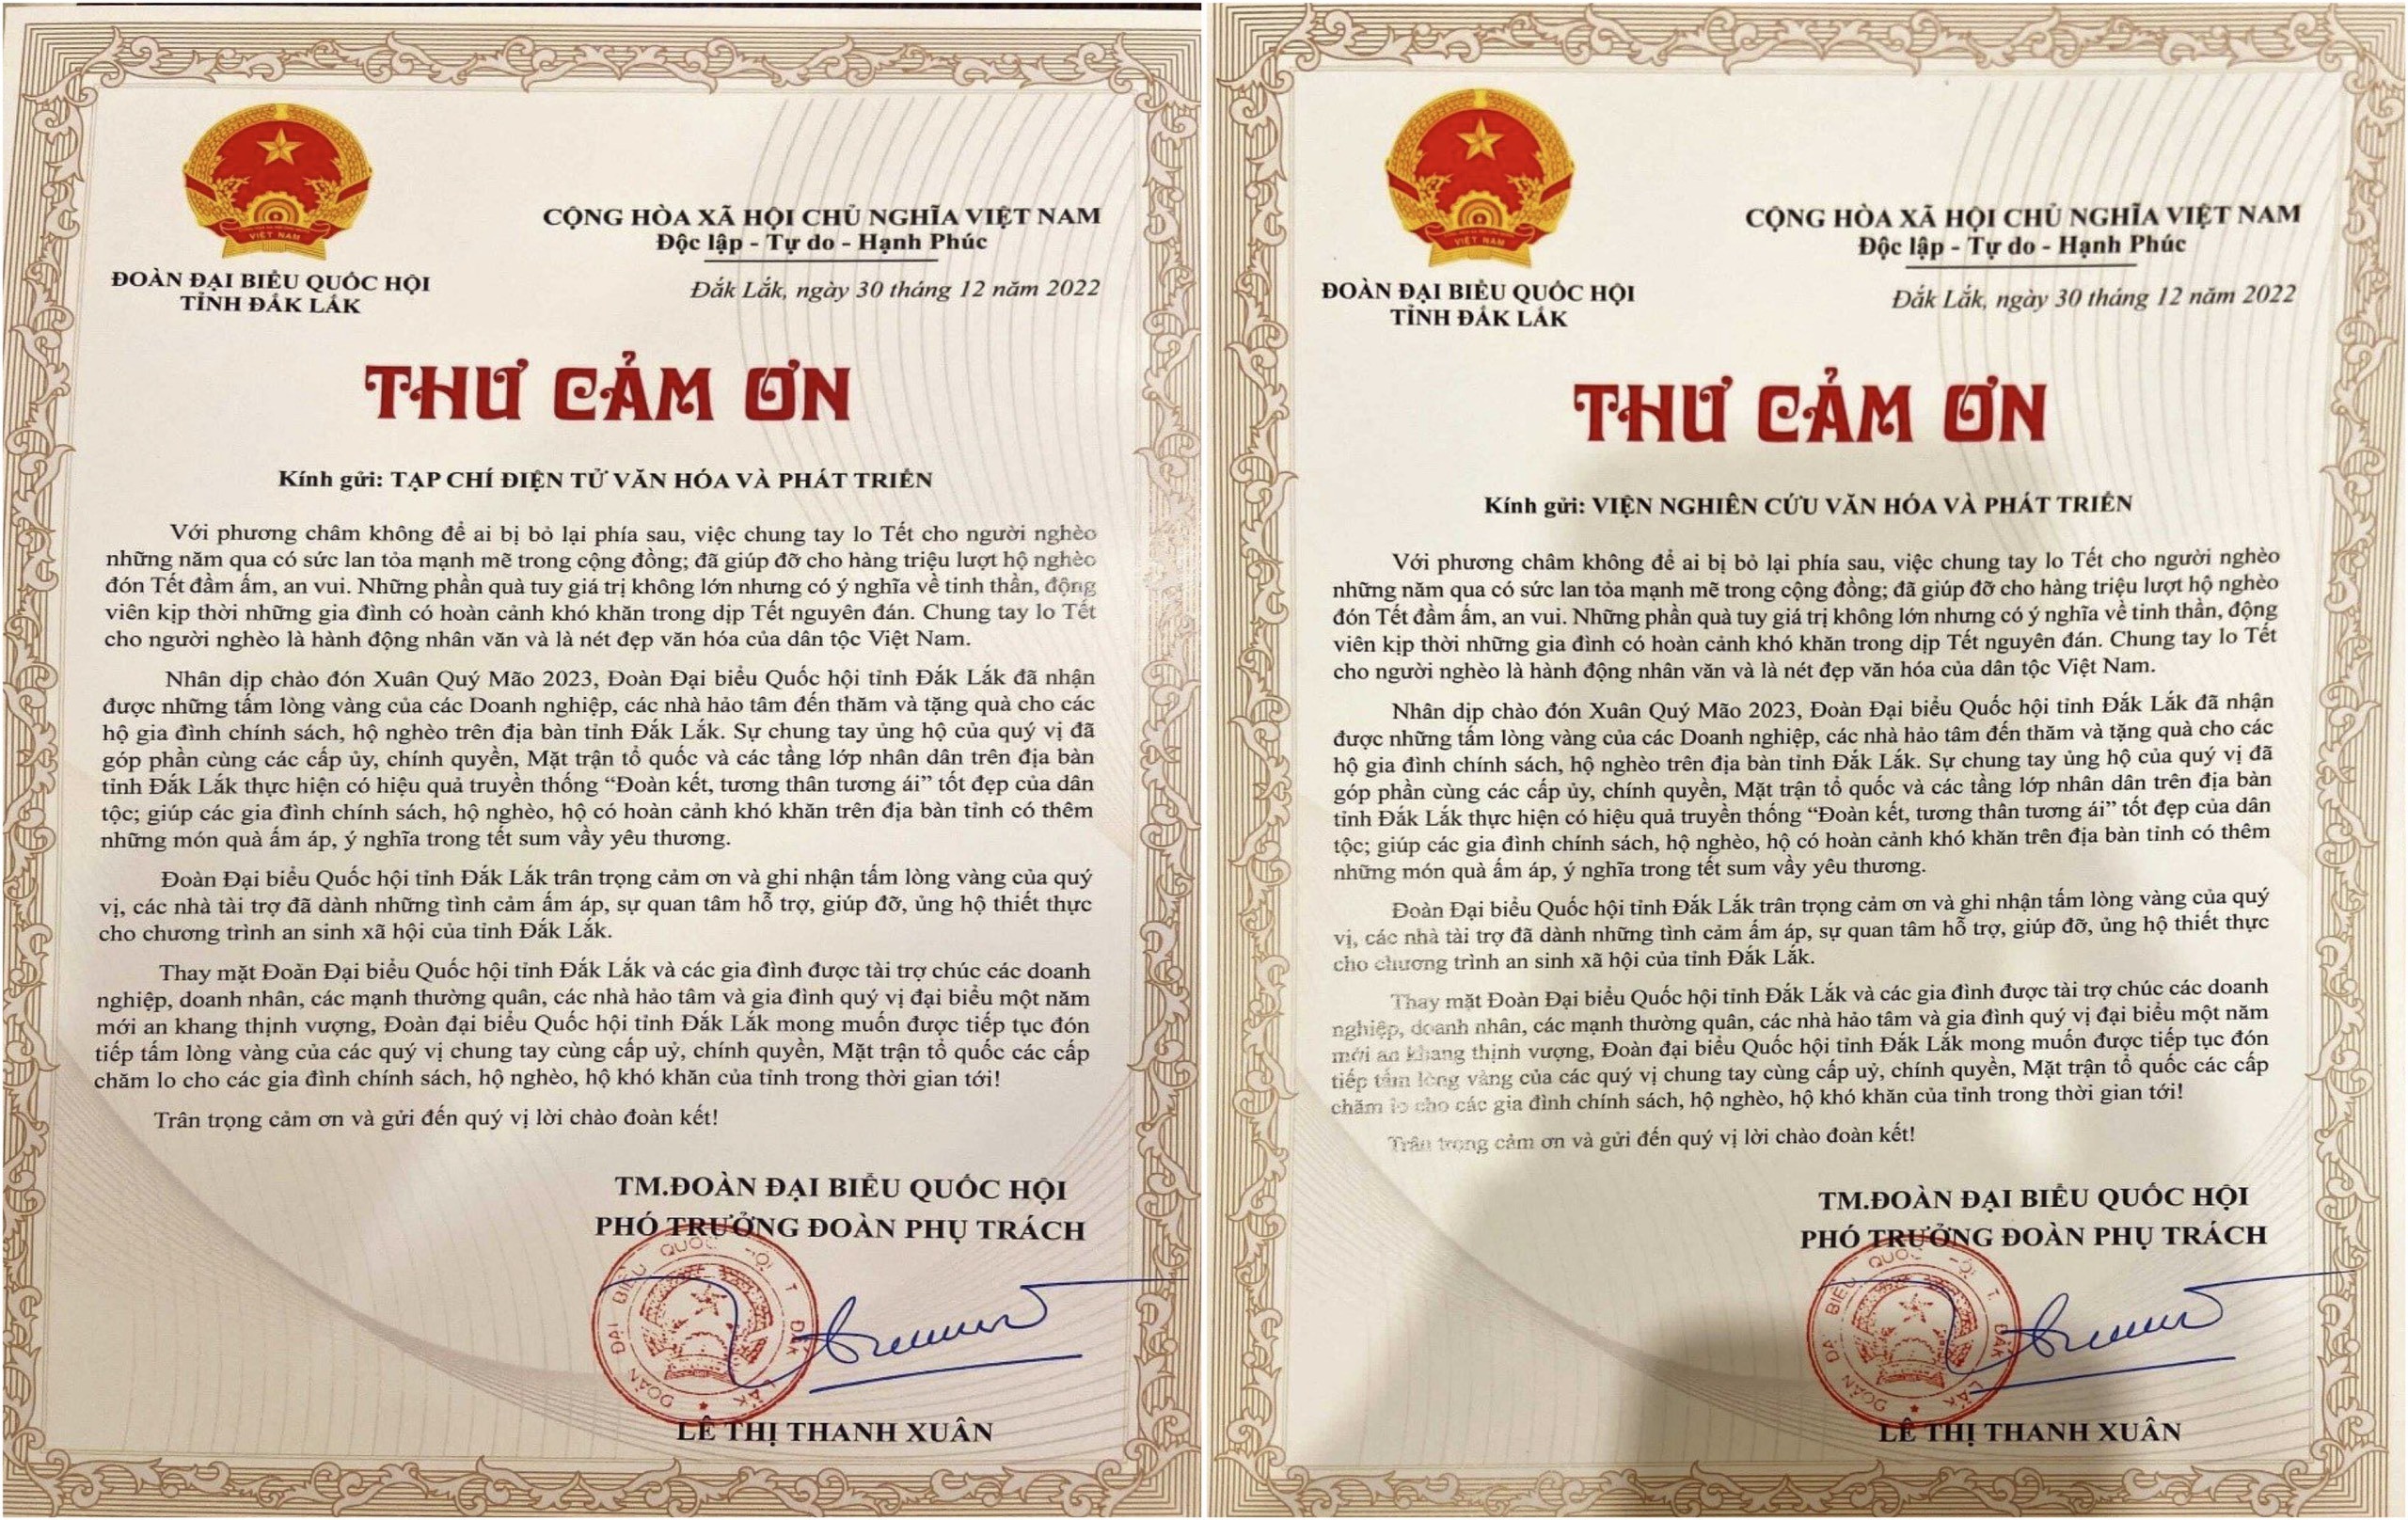 VIỆT NAM
ĐOÀN ĐẠI BIỂU QUỐC HỘI
TỈNH ĐẮK LẮK
CỘNG HÒA XÃ HỘI CHỦ NGHĨA VIỆT NAM
Độc lập - Tự do - Hạnh Phúc
Đắk Lắk, ngày 30 tháng 12 năm 2022
THƯ CẢM ƠN
Kính gửi: TẠP CHÍ ĐIỆN TỬ VĂN HÓA VÀ PHÁT TRIỂN
Với phương châm không để ai bị bỏ lại phía sau, việc chung tay lo Tết cho người nghèo
những năm qua có sức lan tỏa mạnh mẽ trong cộng đồng; đã giúp đỡ cho hàng triệu lượt hộ nghèo
đón Tết đầm ấm, an vui. Những phần quà tuy giá trị không lớn nhưng có ý nghĩa về tinh thần, động
viên kịp thời những gia đình có hoàn cảnh khó khăn trong dịp Tết nguyên đán. Chung tay lo Tết
cho người nghèo là hành động nhân văn và là nét đẹp văn hóa của dân tộc Việt Nam.
Nhân dịp chào đón Xuân Quý Mão 2023, Đoàn Đại biểu Quốc hội tỉnh Đắk Lắk đã nhận
được những tấm lòng vàng của các Doanh nghiệp, các nhà hảo tâm đến thăm và tặng quà cho các
hộ gia đình chính sách, hộ nghèo trên địa bàn tỉnh Đắk Lắk. Sự chung tay ủng hộ của quý vị đã
góp phần cùng các cấp ủy, chính quyền, Mặt trận tổ quốc và các tầng lớp nhân dân trên địa bàn
tỉnh Đắk Lắk thực hiện có hiệu quả truyền thống “Đoàn kết, tương thân tương ái” tốt đẹp của dân
tộc; giúp các gia đình chính sách, hộ nghèo, hộ có hoàn cảnh khó khăn trên địa bàn tỉnh có thêm
những món quà ấm áp, ý nghĩa trong tết sum vầy yêu thương.
Đoàn Đại biểu Quốc hội tỉnh Đắk Lắk trân trọng cảm ơn và ghi nhận tấm lòng vàng của quý
vị, các nhà tài trợ đã dành những tình cảm ấm áp, sự quan tâm hỗ trợ, giúp đỡ, ủng hộ thiết thực
cho chương trình an sinh xã hội của tỉnh Đắk Lắk.
Thay mặt Đoàn Đại biểu Quốc hội tỉnh Đắk Lắk và các gia đình được tài trợ chúc các doanh
nghiệp, doanh nhân, các mạnh thường quân, các nhà hảo tâm và gia đình quý vị đại biểu một năm
mới an khang thịnh vượng, Đoàn đại biểu Quốc hội tỉnh Đắk Lắk mong muốn được tiếp tục đón
tiếp tấm lòng vàng của các quý vị chung tay cùng cấp uỷ, chính quyền, Mặt trận tổ quốc các cấp
chăm lo cho các gia đình chính sách, hộ nghèo, hộ khó khăn của tỉnh trong thời gian tới!
Trân trọng cảm ơn và gửi đến quý vị lời chào đoàn kết!
TM.ĐOÀN ĐẠI BIỂU QUỐC HỘI
PHÓ TRƯỞNG ĐOÀN PHỤ TRÁCH
ĐOÀN ĐẠI BIỂU QUỐC HỘI T. ĐẮK LẮK
LÊ THỊ THANH XUÂN
VIỆT NAM
ĐOÀN ĐẠI BIỂU QUỐC HỘI
TỈNH ĐẮK LẮK
CỘNG HÒA XÃ HỘI CHỦ NGHĨA VIỆT NAM
Độc lập - Tự do - Hạnh Phúc
Đắk Lắk, ngày 30 tháng 12 năm 2022
THƯ CẢM ƠN
Kính gửi: VIỆN NGHIÊN CỨU VĂN HÓA VÀ PHÁT TRIỂN
Với phương châm không để ai bị bỏ lại phía sau, việc chung tay lo Tết cho người nghèo
những năm qua có sức lan tỏa mạnh mẽ trong cộng đồng; đã giúp đỡ cho hàng triệu lượt hộ nghèo
đón Tết đầm ấm, an vui. Những phần quà tuy giá trị không lớn nhưng có ý nghĩa về tinh thần, động
viên kịp thời những gia đình có hoàn cảnh khó khăn trong dịp Tết nguyên đán. Chung tay lo Tết
cho người nghèo là hành động nhân văn và là nét đẹp văn hóa của dân tộc Việt Nam.
Nhân dịp chào đón Xuân Quý Mão 2023, Đoàn Đại biểu Quốc hội tỉnh Đắk Lắk đã nhận
được những tấm lòng vàng của các Doanh nghiệp, các nhà hảo tâm đến thăm và tặng quà cho các
hộ gia đình chính sách, hộ nghèo trên địa bàn tỉnh Đắk Lắk. Sự chung tay ủng hộ của quý vị đã
góp phần cùng các cấp ủy, chính quyền, Mặt trận tổ quốc và các tầng lớp nhân dân trên địa bàn
tỉnh Đắk Lắk thực hiện có hiệu quả truyền thống “Đoàn kết, tương thân tương ái” tốt đẹp của dân
tộc; giúp các gia đình chính sách, hộ nghèo, hộ có hoàn cảnh khó khăn trên địa bàn tỉnh có thêm
những món quà ấm áp, ý nghĩa trong tết sum vầy yêu thương.
Đoàn Đại biểu Quốc hội tỉnh Đắk Lắk trân trọng cảm ơn và ghi nhận tấm lòng vàng của quý
vị, các nhà tài trợ đã dành những tình cảm ấm áp, sự quan tâm hỗ trợ, giúp đỡ, ủng hộ thiết thực
cho chương trình an sinh xã hội của tỉnh Đắk Lắk.
Thay mặt Đoàn Đại biểu Quốc hội tỉnh Đắk Lắk và các gia đình được tài trợ chúc các doanh
nghiệp, doanh nhân, các mạnh thường quân, các nhà hảo tâm và gia đình quý vị đại biểu một năm
mới an khang thịnh vượng, Đoàn đại biểu Quốc hội tỉnh Đắk Lắk mong muốn được tiếp tục đón
tiếp tấm lòng vàng của các quý vị chung tay cùng cấp uỷ, chính quyền, Mặt trận tổ quốc các cấp
chăm lo cho các gia đình chính sách, hộ nghèo, hộ khó khăn của tỉnh trong thời gian tới!
Trân trọng cảm ơn và gửi đến quý vị lời chào đoàn kết!
TM.ĐOÀN ĐẠI BIỂU QUỐC HỘI
PHÓ TRƯỞNG ĐOÀN PHỤ TRÁCH
ĐOÀN ĐẠI BIỂU QUỐC HỘI T. ĐẮK LẮK
LÊ THỊ THANH XUÂN